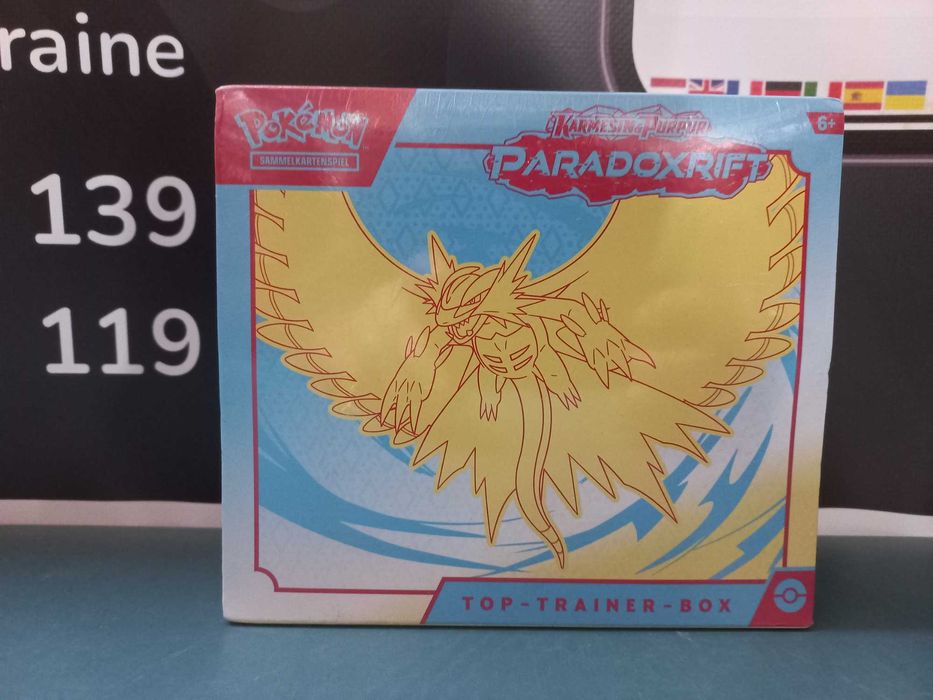 raine
139
119
POKÉMON
SAMMELKARTENSPIEL
KARMESIN & PURPUR
PARADOXRIFT
6+
TOP-TRAINER-BOX